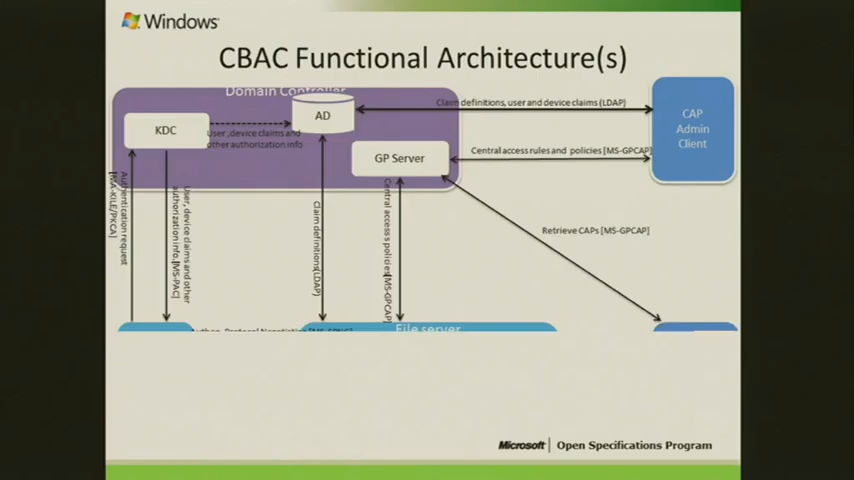 Windows
CBAC Functional Architecture(s)
Domain Controller
Claim definitions, user and device claims (LDAP)
CAP
Admin
Client
KDC
AD
User ,device claims and
other authorization info
GP Server
Central access rules and policies [MS-GPCAP]
Authentication request
[MA-KILE/PKCA]
User, device claims and other
authorization info.[MS-PAC]
Claim definitions(LDAP)
Central access s policies[MS-GPCAP]
Retrieve CAPs [MS-GPCAP]
File server
Microsoft
Open Specifications Program